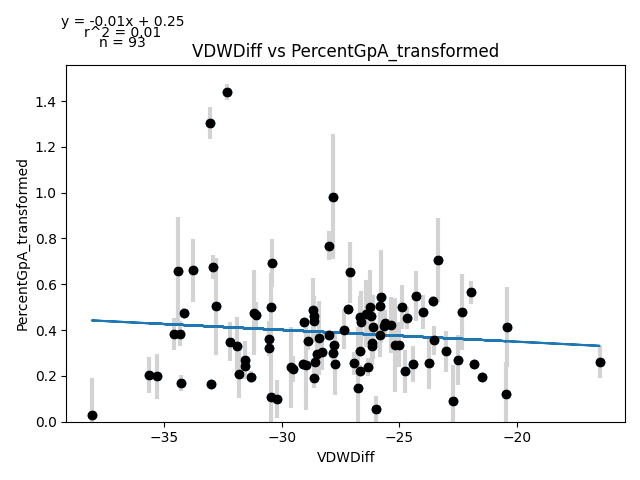 y = -0.01x + 0.25
r^2 = 0.01
n = 93
VDWDiff vs PercentGpA_transformed
PercentGpA_transformed
1.4
1.2
1.0
0.8
0.6
0.4
0.2
0.0
−35
−30
−25
−20
VDWDiff